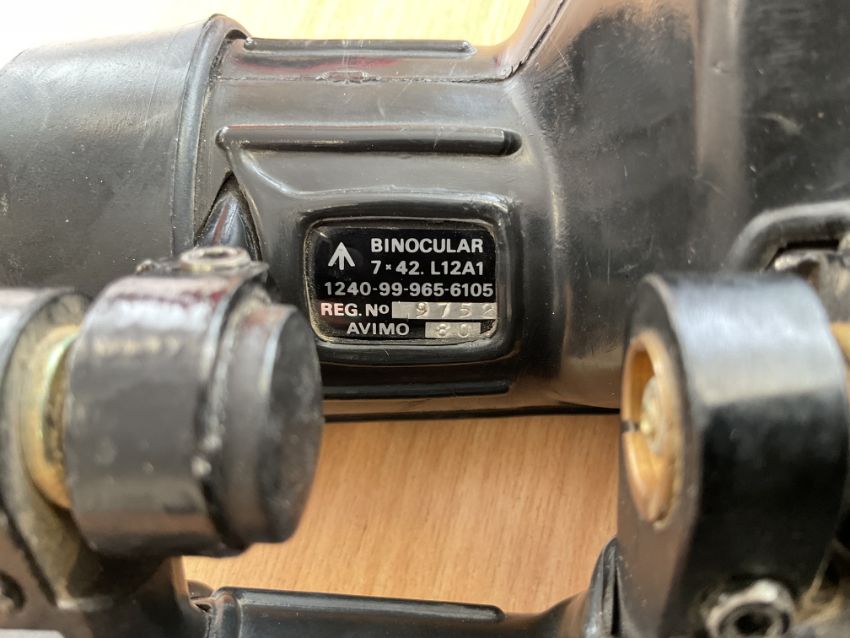 BINOCULAR
7×42. L12A1
1240-99-965-6105
REG. No 9752
AVIMO 80